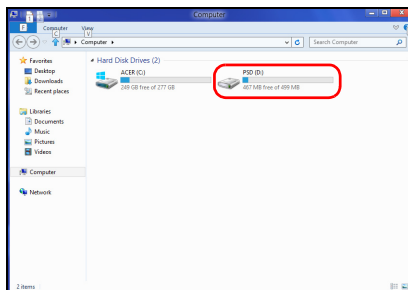 Computer
1
F
Computer
View
C
V
Computer
Search Computer
Favorites
Desktop
Downloads
Recent places
Libraries
Documents
Music
Pictures
Videos
Computer
Network
Hard Disk Drives (2)
ACER (C:)
249 GB free of 277 GB
PSD (D:)
467 MB free of 499 MB
2 items